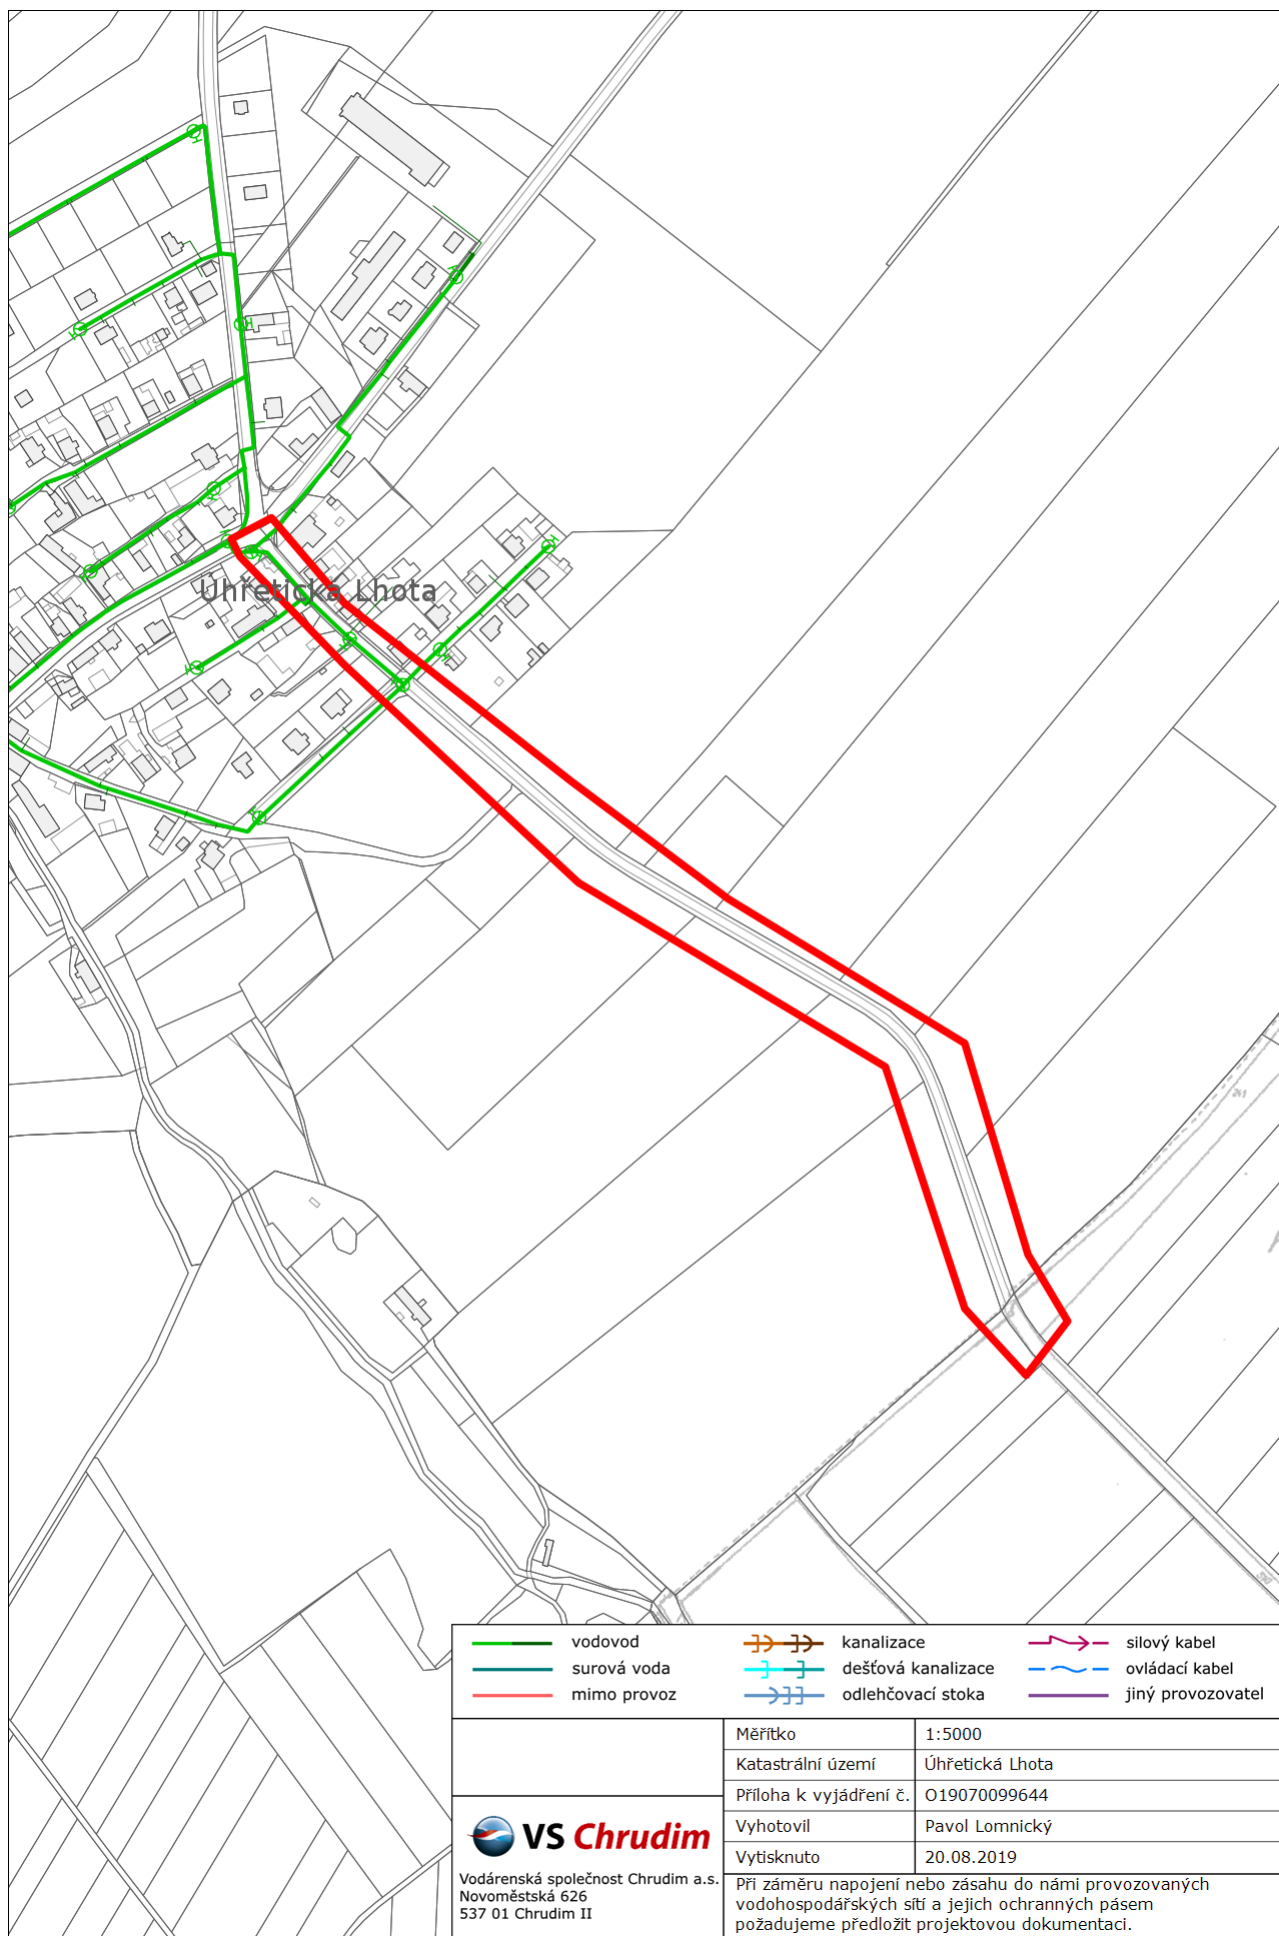 Úhřetická Lhota
vodovod
surová voda
mimo provoz
kanalizace
dešťová kanalizace
odlehčovací stoka
silový kabel
ovládací kabel
jiný provozovatel
Měřítko 1:5000
Katastrální území Úhřetická Lhota
Příloha k vyjádření č. O19070099644
Vyhotovil Pavol Lomnický
Vytisknuto 20.08.2019
VS Chrudim
Vodárenská společnost Chrudim a.s.
Novoměstská 626
537 01 Chrudim II
Při záměru napojení nebo zásahu do námi provozovaných
vodohospodářských sítí a jejich ochranných pásem
požadujeme předložit projektovou dokumentaci.